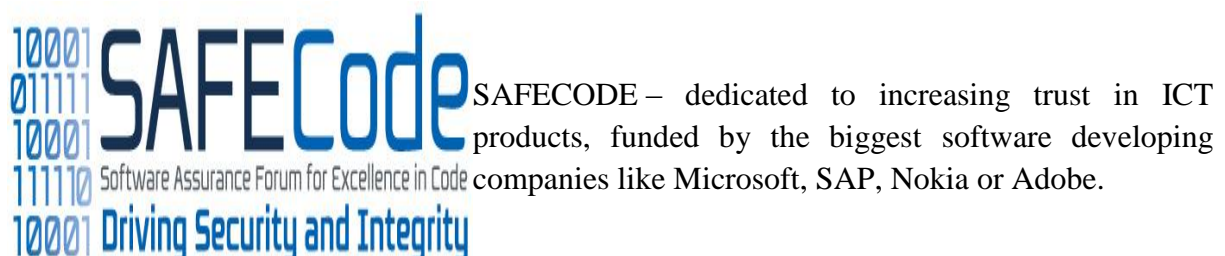 10001
011111
10001
111110
10001
SAFECode
Software Assurance Forum for Excellence in Code
Driving Security and Integrity
SAFECODE – dedicated to increasing trust in ICT
products, funded by the biggest software developing
companies like Microsoft, SAP, Nokia or Adobe.